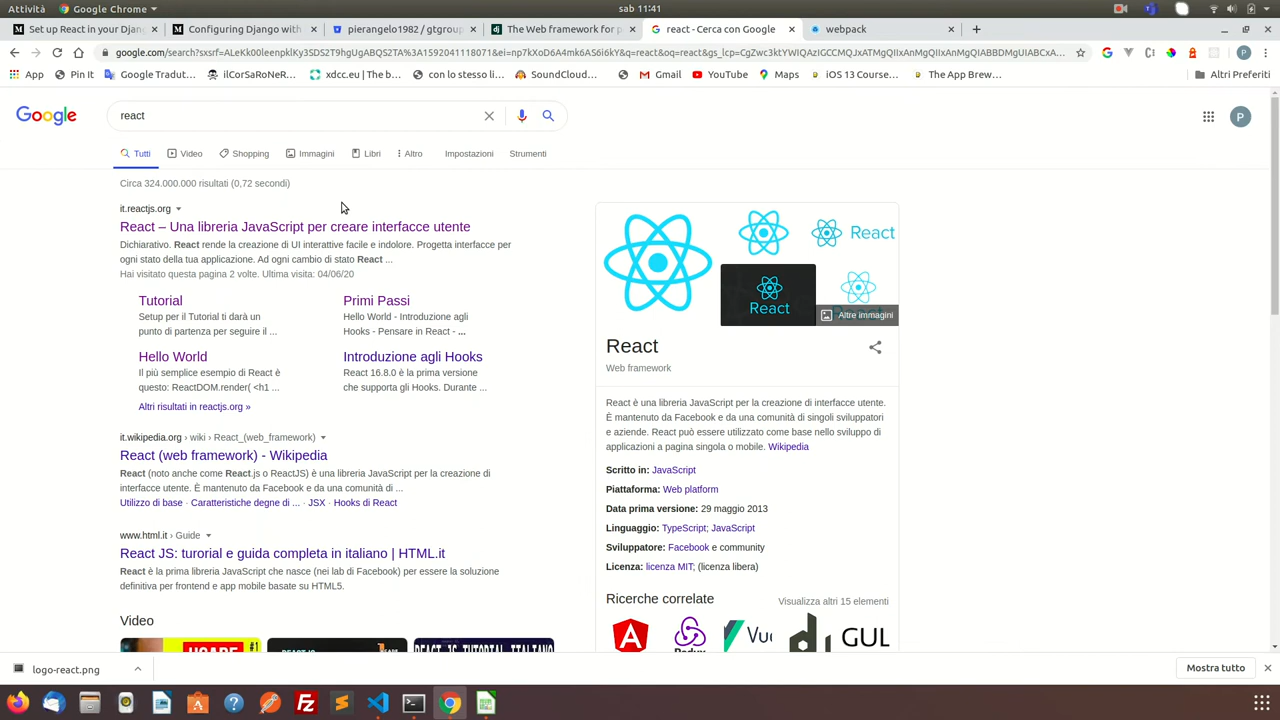 Attività
Google Chrome
sab 11:41
Set up React in your Djang
Configuring Django with
pierangelo1982 / gtgroup
The Web framework for p
react - Cerca con Google
webpack
google.com/search?sxsrf=
App
Pin It
Google Tradut...
ilCorSaRoNeR...
xdcc.eu | The b...
con lo stesso li...
SoundCloud...
Gmail
YouTube
Maps
iOS 13 Course...
The App Brew...
Altri Preferiti
Google
react
P
Tutti
Video
Shopping
Immagini
Libri
Altro
Impostazioni
Strumenti
Circa 324.000.000 risultati (0,72 secondi)
it.reactjs.org
React – Una libreria JavaScript per creare interfacce utente
Dichiarativo. React rende la creazione di UI interattive facile e indolore. Progetta interfacce per
ogni stato della tua applicazione. Ad ogni cambio di stato React ...
Hai visitato questa pagina 2 volte. Ultima visita: 04/06/20
Tutorial
Setup per il Tutorial ti darà un
punto di partenza per seguire il ...
Primi Passi
Hello World - Introduzione agli
Hooks - Pensare in React - ...
Hello World
Il più semplice esempio di React è
questo: ReactDOM.render( <h1 ...
Introduzione agli Hooks
React 16.8.0 è la prima versione
che supporta gli Hooks. Durante ...
Altri risultati in reactjs.org »
it.wikipedia.org › wiki › React_(web_framework)
React (web framework) - Wikipedia
React (noto anche come React.js o ReactJS) è una libreria JavaScript per la creazione di
interfacce utente. È mantenuto da Facebook e da una comunità di ...
Utilizzo di base · Caratteristiche degne di ... · JSX · Hooks di React
www.html.it › Guide
React JS: turorial e guida completa in italiano | HTML.it
React è la prima libreria JavaScript che nasce (nei lab di Facebook) per essere la soluzione
definitiva per frontend e app mobile basate su HTML5.
Video
React
React
Altre immagini
React
Web framework
React è una libreria JavaScript per la creazione di interfacce utente.
È mantenuto da Facebook e da una comunità di singoli sviluppatori
e aziende. React può essere utilizzato come base nello sviluppo di
applicazioni a pagina singola o mobile. Wikipedia
Scritto in: JavaScript
Piattaforma: Web platform
Data prima versione: 29 maggio 2013
Linguaggio: TypeScript; JavaScript
Sviluppatore: Facebook e community
Licenza: licenza MIT; (licenza libera)
Ricerche correlate
Visualizza altri 15 elementi
GUL
logo-react.png
Mostra tutto